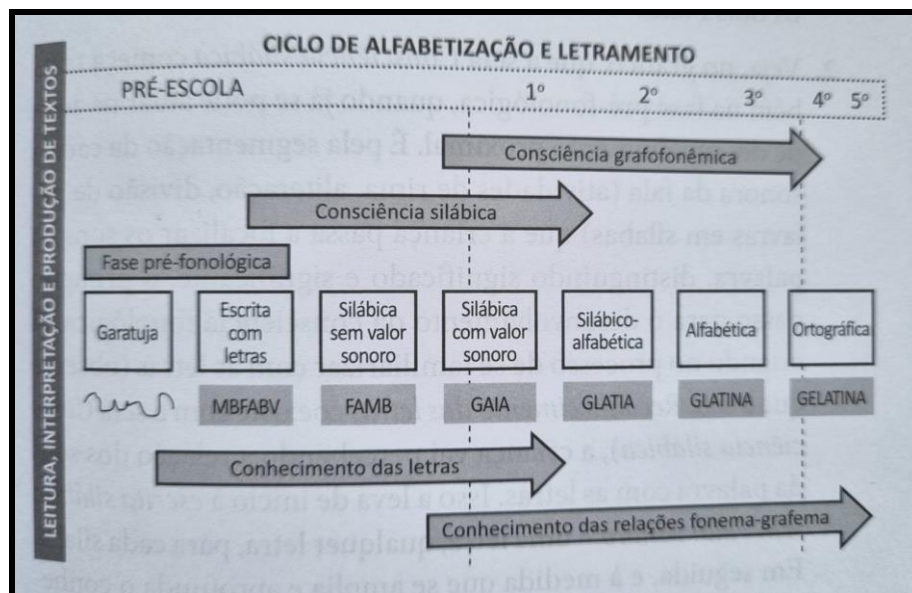 CICLO DE ALFABETIZAÇÃO E LETRAMENTO
LEITURA, INTERPRETAÇÃO E PRODUÇÃO DE TEXTOS
PRÉ-ESCOLA 1º 2º 3º 4º 5º
Consciência grafofonêmica
Consciência silábica
Fase pré-fonológica
Garatuja
Escrita
com
letras
Silábica
sem valor
sonoro
Silábica
com valor
sonoro
Silábico-
alfabética
Alfabética
Ortográfica
MBFABV
FAMB
GAIA
GLATIA
GLATINA
GELATINA
Conhecimento das letras
Conhecimento das relações fonema-grafema